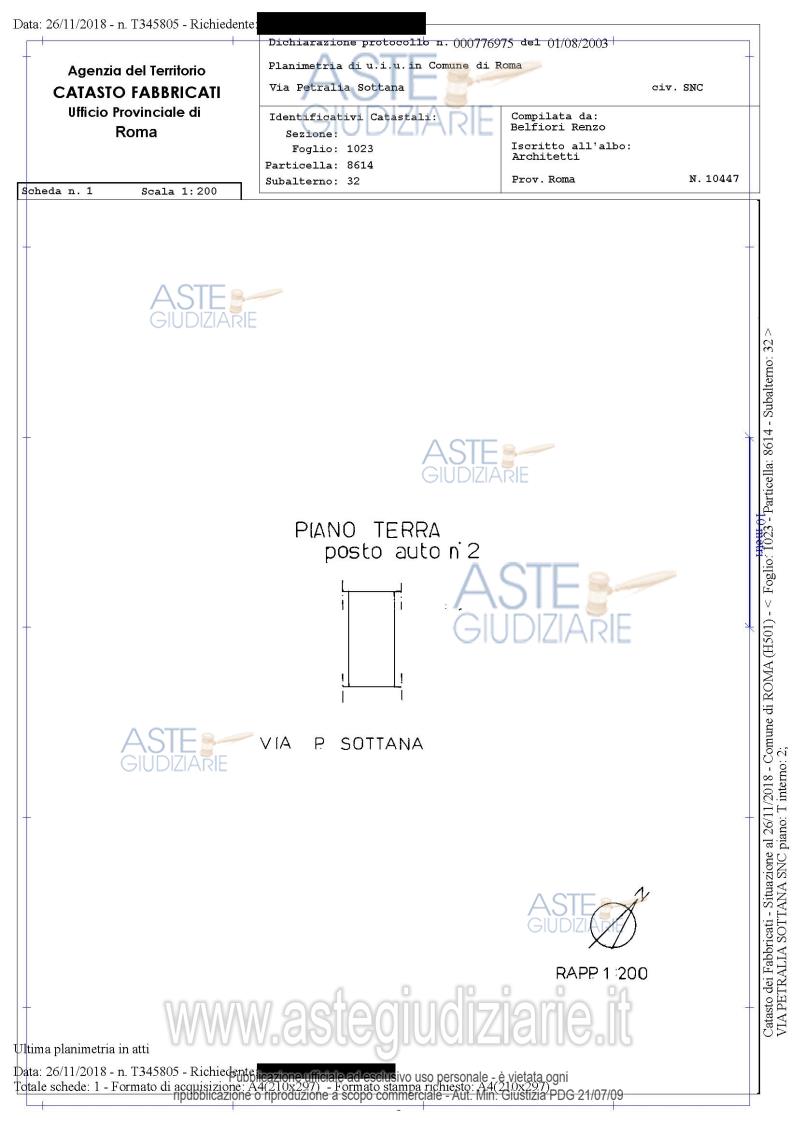 Data: 26/11/2018 - n. T345805 - Richiedente:
Agenzia del Territorio
CATASTO FABBRICATI
Ufficio Provinciale di
Roma
Scheda n. 1 Scala 1:200
Dichiarazione protocollo n. 000776975 del 01/08/2003
Planimetria di u.i.u. in Comune di Roma
Via Petralia Sottana civ. SNC
Identificativi Catastali:
Sezione:
Foglio: 1023
Particella: 8614
Subalterno: 32
Compilata da:
Belfiori Renzo
Iscritto all'albo:
Architetti
Prov. Roma N. 10447
ASTE
GIUDIZIARIE
ASTE
GIUDIZIARIE
ASTE
GIUDIZIARIE
PIANO TERRA
posto auto n° 2
ASTE
GIUDIZIARIE
VIA P. SOTTANA
ASTE
GIUDIZIARIE
ASTE
GIUDIZIARIE
N
RAPP 1:200
10 metri
Catasto dei Fabbricati - Situazione al 26/11/2018 - Comune di ROMA (H501) - < Foglio: 1023 - Particella: 8614 - Subalterno: 32 >
VIA PETRALIA SOTTANA SNC piano: T interno: 2;
www.astegiudiziarie.it
Ultima planimetria in atti
Data: 26/11/2018 - n. T345805 - Richiedente:
Totale schede: 1 - Formato di acquisizione: A4(210x297) - Formato stampa richiesto: A4(210x297)
Pubblicazione ufficiale ad esclusivo uso personale - è vietata ogni
ripubblicazione o riproduzione a scopo commerciale - Aut. Min. Giustizia PDG 21/07/09